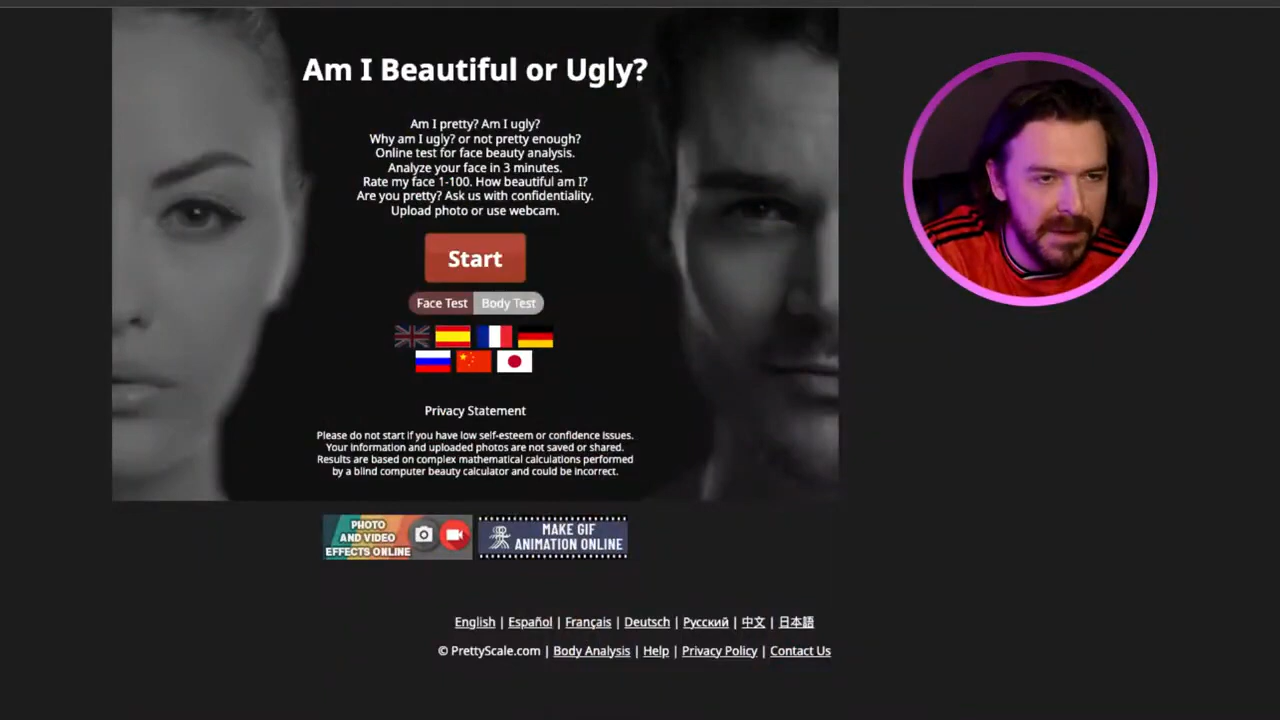 Am I Beautiful or Ugly?
Am I pretty? Am I ugly?
Why am I ugly? or not pretty enough?
Online test for face beauty analysis.
Analyze your face in 3 minutes.
Rate my face 1-100. How beautiful am I?
Are you pretty? Ask us with confidentiality.
Upload photo or use webcam.
Start
Face Test Body Test
Privacy Statement
Please do not start if you have low self-esteem or confidence issues.
Your information and uploaded photos are not saved or shared.
Results are based on complex mathematical calculations performed
by a blind computer beauty calculator and could be incorrect.
PHOTO
AND VIDEO
EFFECTS ONLINE
MAKE GIF
ANIMATION ONLINE
English | Español | Français | Deutsch | Русский | 中文 | 日本語
© PrettyScale.com | Body Analysis | Help | Privacy Policy | Contact Us